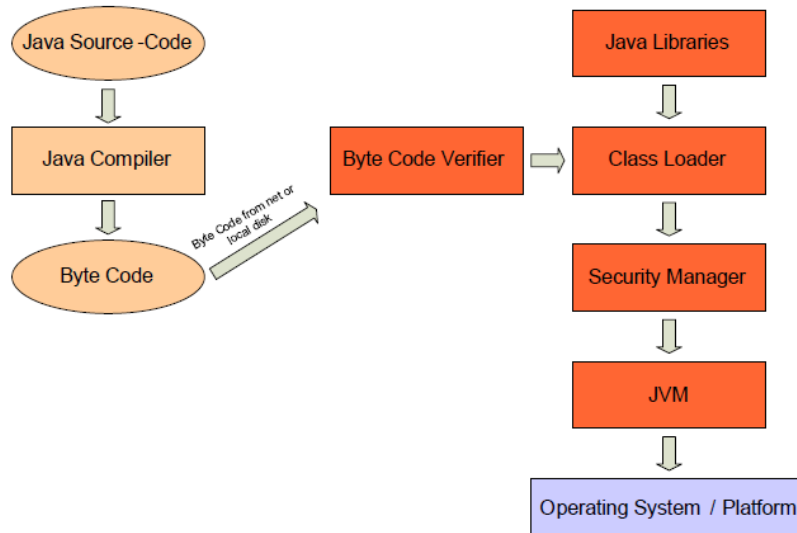 Java Source -Code
Java Libraries
Java Compiler
Byte Code Verifier
Class Loader
Byte Code from net or
local disk
Byte Code
Security Manager
JVM
Operating System / Platform